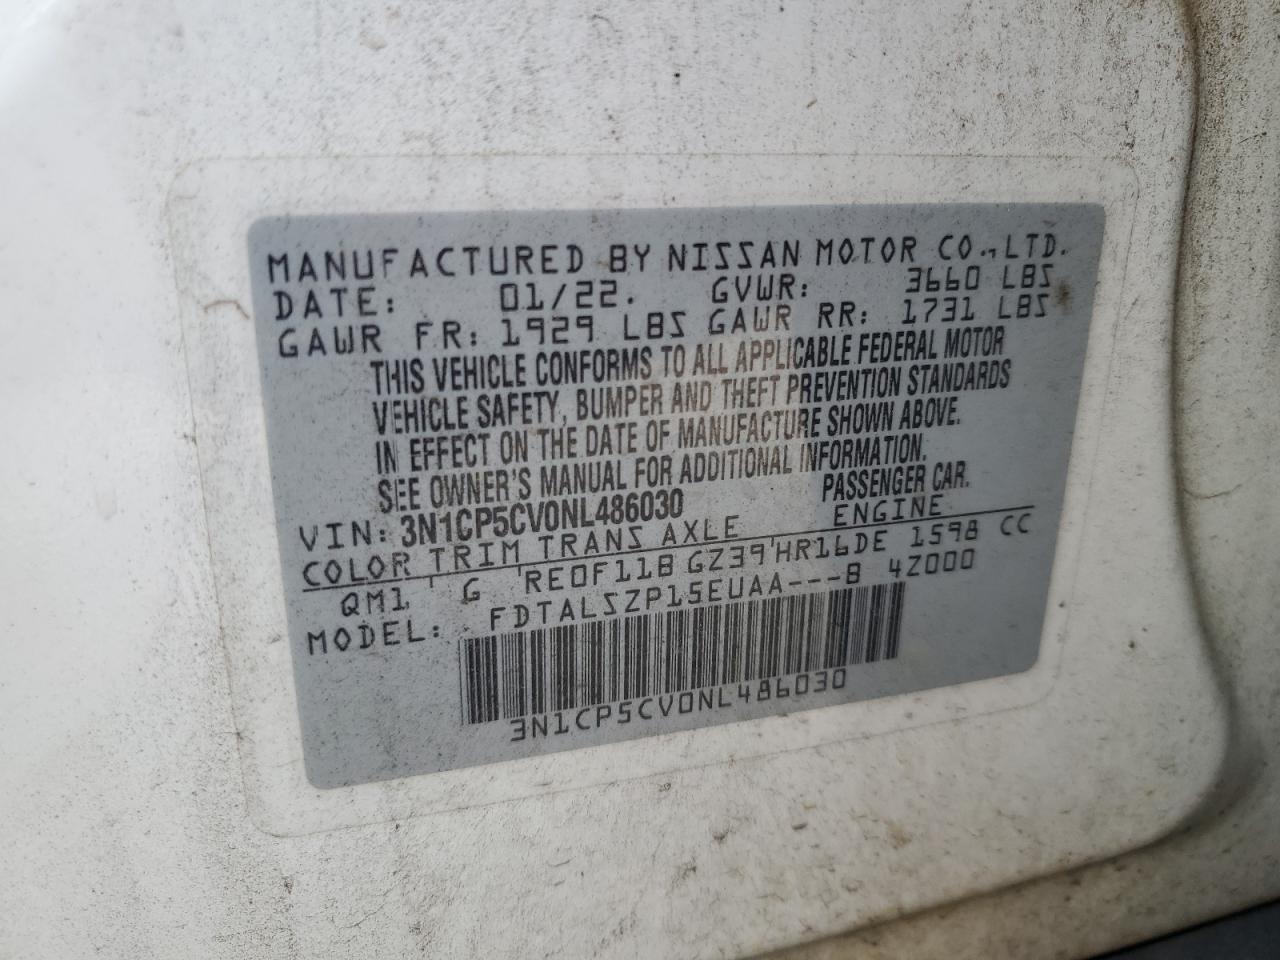 MANUFACTURED BY NISSAN MOTOR CO., LTD.
DATE: 01/22. GVWR: 3660 LBS
GAWR FR: 1929 LBS GAWR RR: 1731 LBS
THIS VEHICLE CONFORMS TO ALL APPLICABLE FEDERAL MOTOR
VEHICLE SAFETY, BUMPER AND THEFT PREVENTION STANDARDS
IN EFFECT ON THE DATE OF MANUFACTURE SHOWN ABOVE.
SEE OWNER'S MANUAL FOR ADDITIONAL INFORMATION.
VIN: 3N1CP5CV0NL486030 PASSENGER CAR.
COLOR TRIM TRANS AXLE ENGINE
QM1 ' G ' RE0F11B GZ39'HR16DE 1598 CC
MODEL: FDTALSZP15EUAA---B 4Z000
3N1CP5CV0NL486030